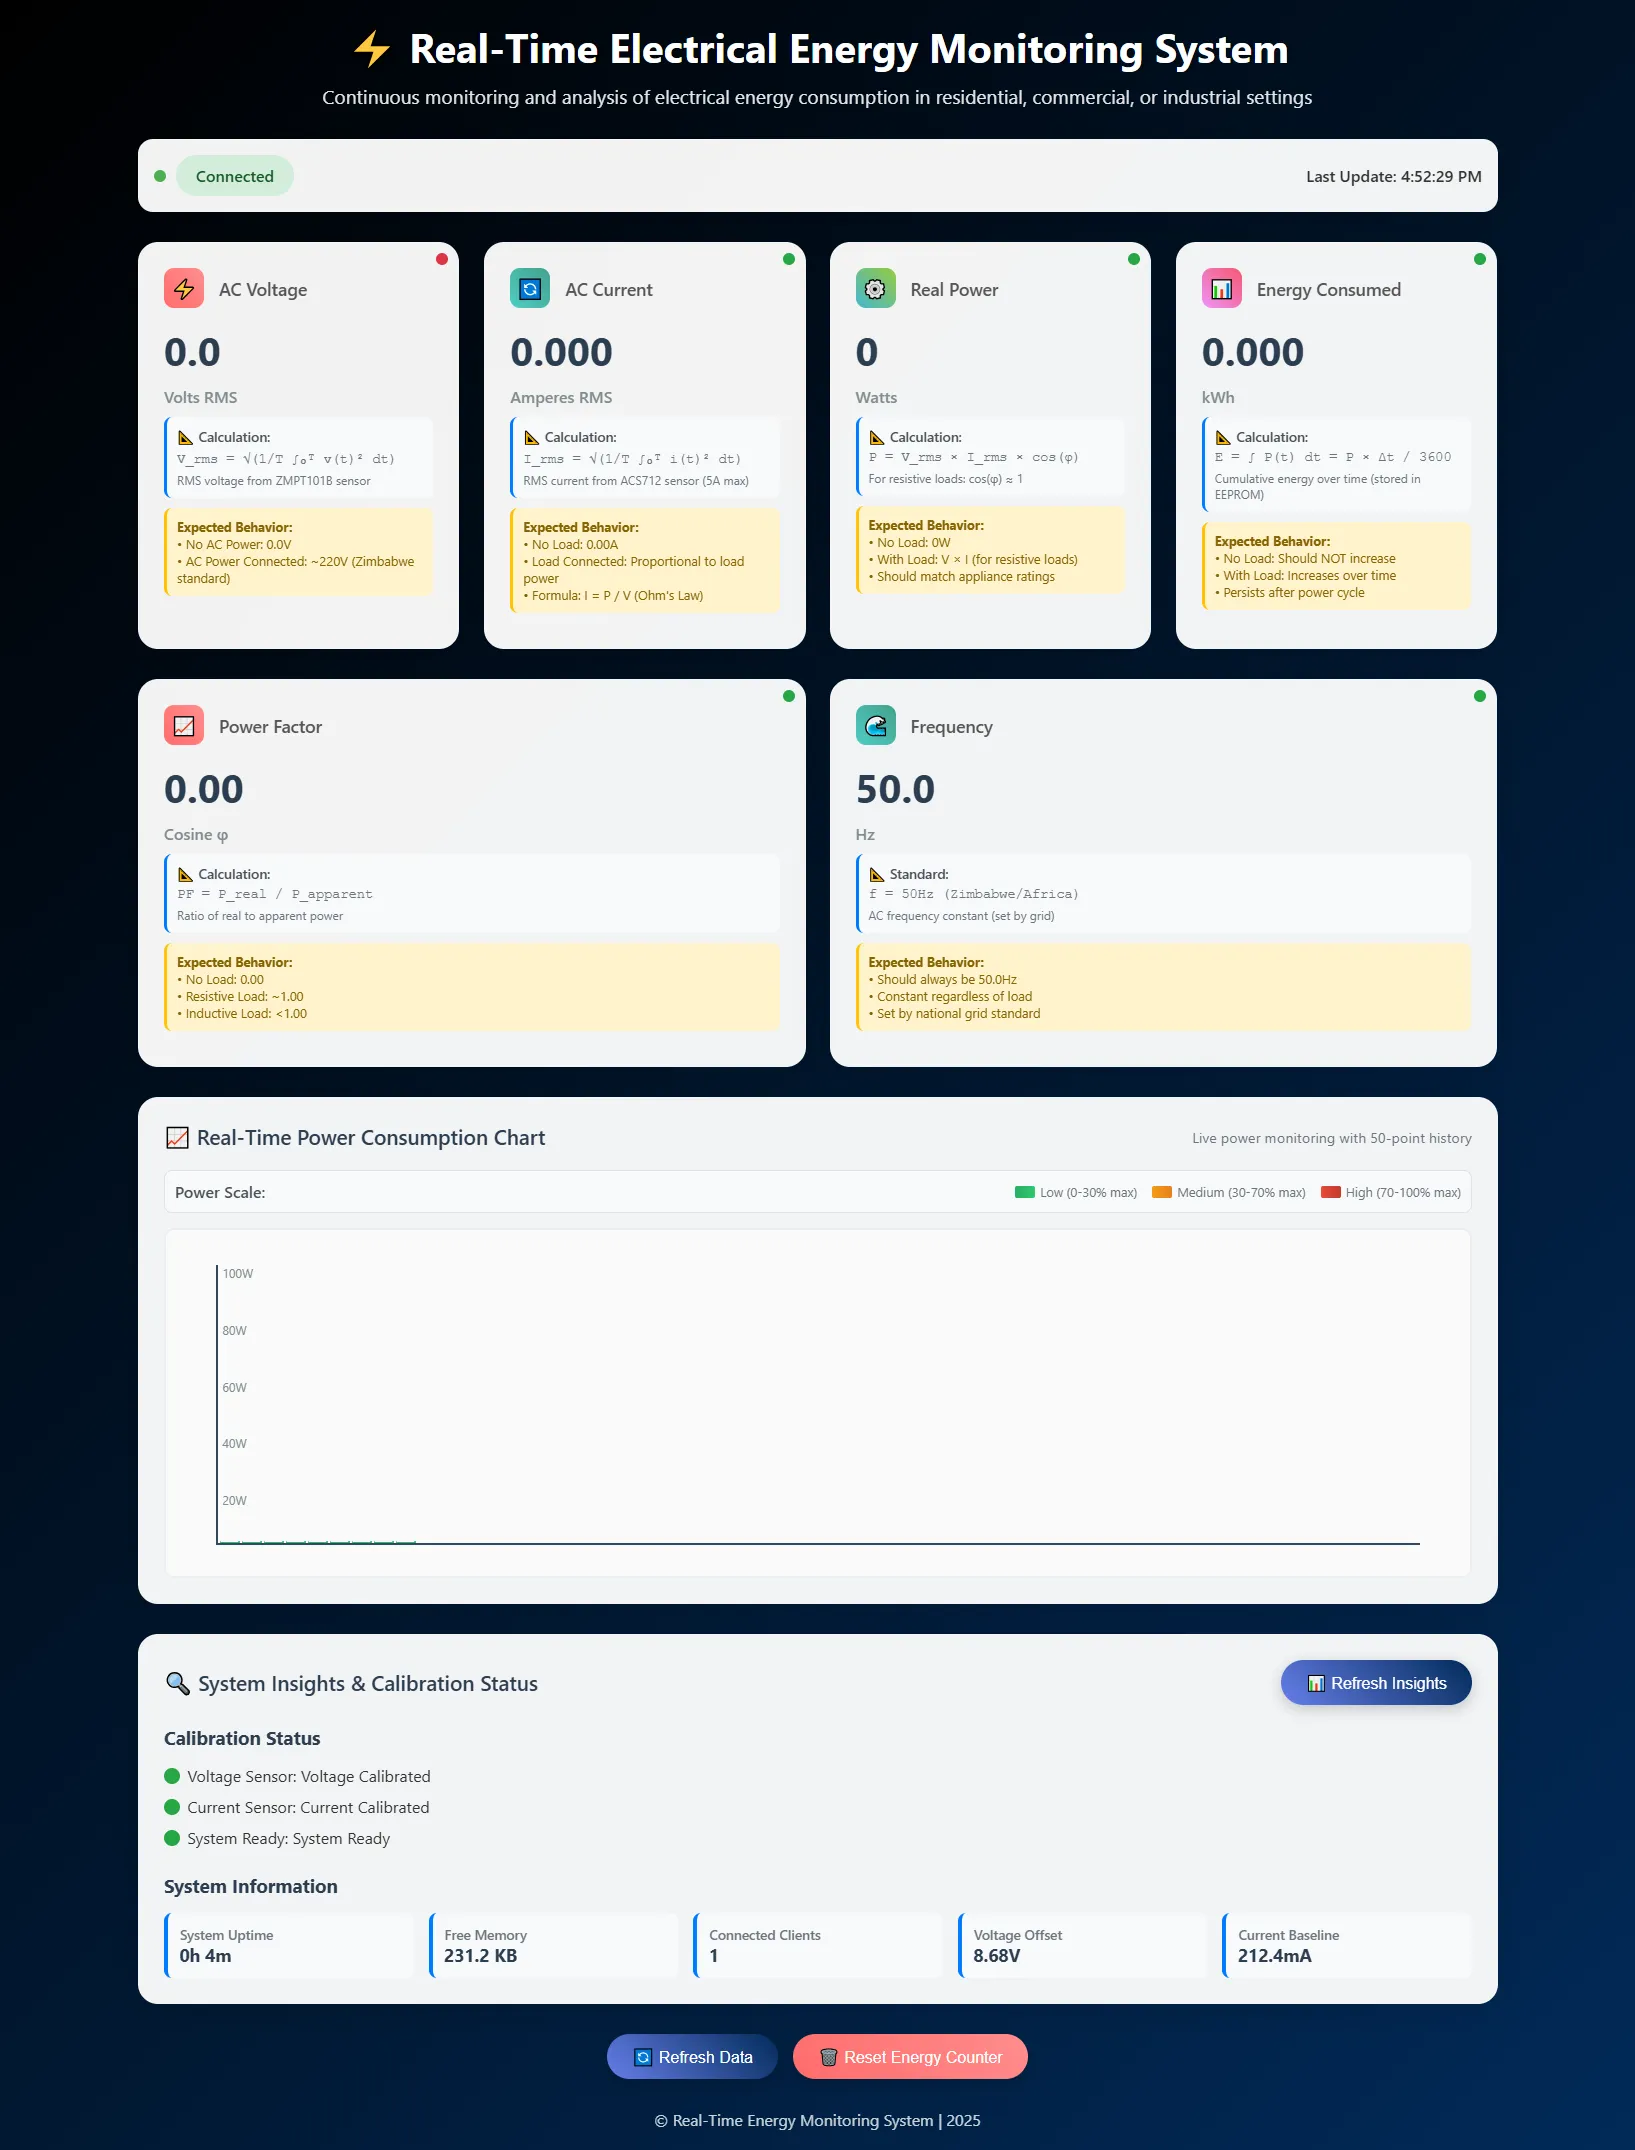 ⚡ Real-Time Electrical Energy Monitoring System
Continuous monitoring and analysis of electrical energy consumption in residential, commercial, or industrial settings
Connected
Last Update: 4:52:29 PM
AC Voltage
0.0
Volts RMS
📐 Calculation:
V_rms = √(1/T ∫₀ᵀ v(t)² dt)
RMS voltage from ZMPT101B sensor
Expected Behavior:
• No AC Power: 0.0V
• AC Power Connected: ~220V (Zimbabwe
standard)
AC Current
0.000
Amperes RMS
📐 Calculation:
I_rms = √(1/T ∫₀ᵀ i(t)² dt)
RMS current from ACS712 sensor (5A max)
Expected Behavior:
• No Load: 0.00A
• Load Connected: Proportional to load
power
• Formula: I = P / V (Ohm's Law)
Real Power
0
Watts
📐 Calculation:
P = V_rms × I_rms × cos(φ)
For resistive loads: cos(φ) ≈ 1
Expected Behavior:
• No Load: 0W
• With Load: V × I (for resistive loads)
• Should match appliance ratings
Energy Consumed
0.000
kWh
📐 Calculation:
E = ∫ P(t) dt = P × Δt / 3600
Cumulative energy over time (stored in
EEPROM)
Expected Behavior:
• No Load: Should NOT increase
• With Load: Increases over time
• Persists after power cycle
Power Factor
0.00
Cosine φ
📐 Calculation:
PF = P_real / P_apparent
Ratio of real to apparent power
Expected Behavior:
• No Load: 0.00
• Resistive Load: ~1.00
• Inductive Load: <1.00
Frequency
50.0
Hz
📐 Standard:
f = 50Hz (Zimbabwe/Africa)
AC frequency constant (set by grid)
Expected Behavior:
• Should always be 50.0Hz
• Constant regardless of load
• Set by national grid standard
📈 Real-Time Power Consumption Chart
Live power monitoring with 50-point history
Power Scale:
Low (0-30% max)
Medium (30-70% max)
High (70-100% max)
100W
80W
60W
40W
20W
🔍 System Insights & Calibration Status
📊 Refresh Insights
Calibration Status
Voltage Sensor: Voltage Calibrated
Current Sensor: Current Calibrated
System Ready: System Ready
System Information
System Uptime
0h 4m
Free Memory
231.2 KB
Connected Clients
1
Voltage Offset
8.68V
Current Baseline
212.4mA
🔄 Refresh Data
🗑️ Reset Energy Counter
© Real-Time Energy Monitoring System | 2025